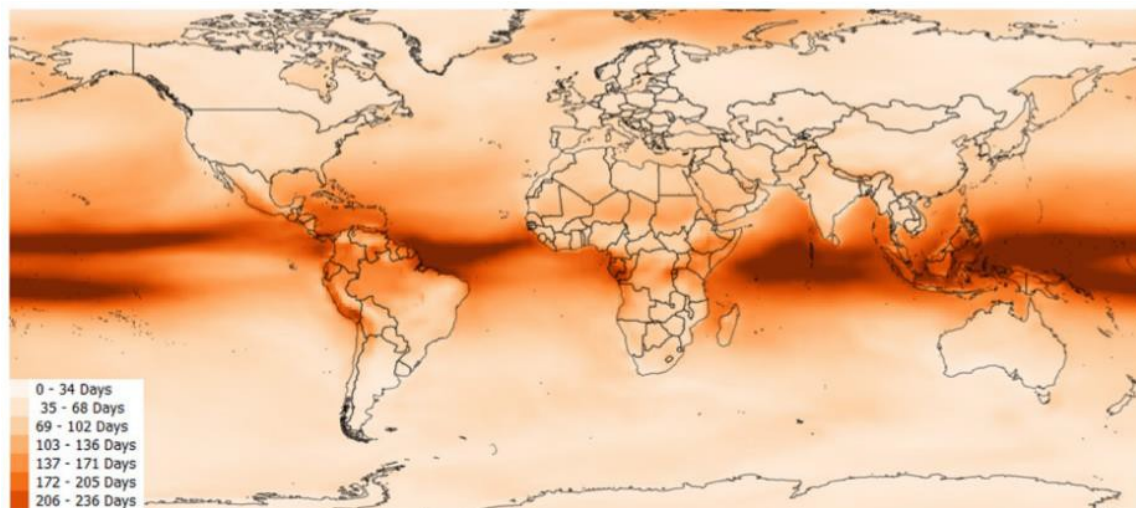 0 - 34 Days
35 - 68 Days
69 - 102 Days
103 - 136 Days
137 - 171 Days
172 - 205 Days
206 - 236 Days